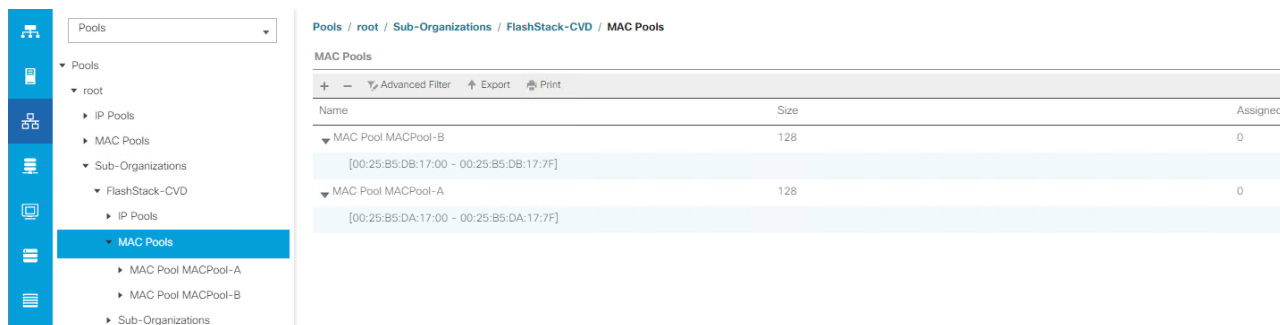 Pools
Pools / root / Sub-Organizations / FlashStack-CVD / MAC Pools
Pools
root
IP Pools
MAC Pools
Sub-Organizations
FlashStack-CVD
IP Pools
MAC Pools
MAC Pool MACPool-A
MAC Pool MACPool-B
Sub-Organizations
MAC Pools
+ − Advanced Filter Export Print
Name Size Assigned
MAC Pool MACPool-B 128 0
[00:25:B5:DB:17:00 - 00:25:B5:DB:17:7F]
MAC Pool MACPool-A 128 0
[00:25:B5:DA:17:00 - 00:25:B5:DA:17:7F]